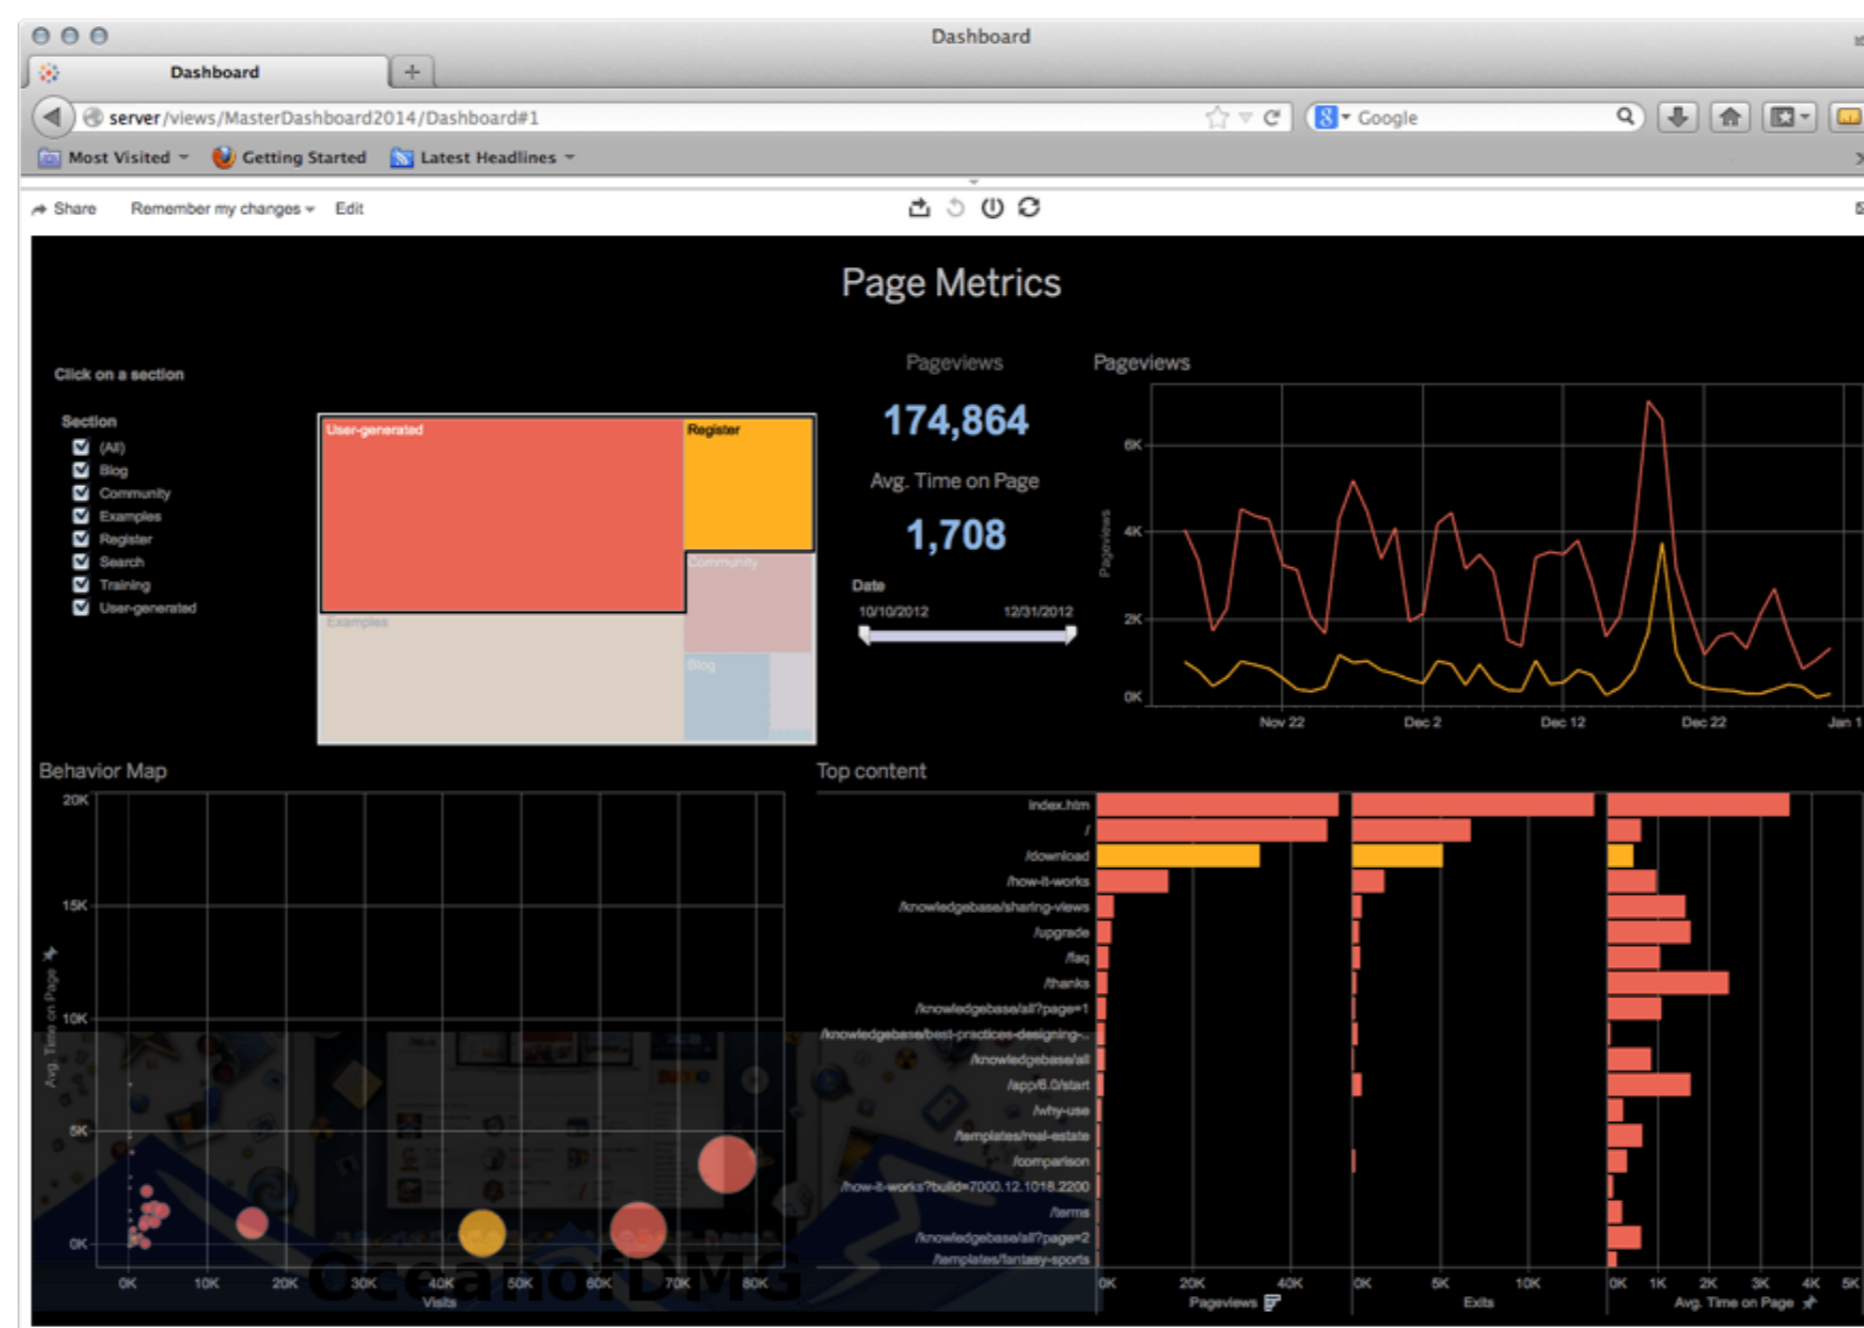 Dashboard
Dashboard
server/views/MasterDashboard2014/Dashboard#1
Google
Most Visited
Getting Started
Latest Headlines
Share
Remember my changes
Edit
Page Metrics
Click on a section
Section
(All)
Blog
Community
Examples
Register
Search
Training
User-generated
User-generated
Register
Community
Examples
Blog
Pageviews
174,864
Avg. Time on Page
1,708
Date
10/10/2012 12/31/2012
Pageviews
6K
4K
2K
0K
Pageviews
Nov 22 Dec 2 Dec 12 Dec 22 Jan 1
Behavior Map
20K
15K
10K
5K
0K
Avg. Time on Page
0K 10K 20K 30K 40K 50K 60K 70K 80K
Visits
OceanofDMG
Top content
index.htm
/
/download
/how-it-works
/knowledgebase/sharing-views
/upgrade
/faq
/thanks
/knowledgebase/all?page=1
/knowledgebase/best-practices-designing-..
/knowledgebase/all
/app/6.0/start
/why-use
/templates/real-estate
/comparison
/how-it-works?build=7000.12.1018.2200
/terms
/knowledgebase/all?page=2
/templates/fantasy-sports
0K 20K 40K
Pageviews
0K 5K 10K
Exits
0K 1K 2K 3K 4K 5K
Avg. Time on Page